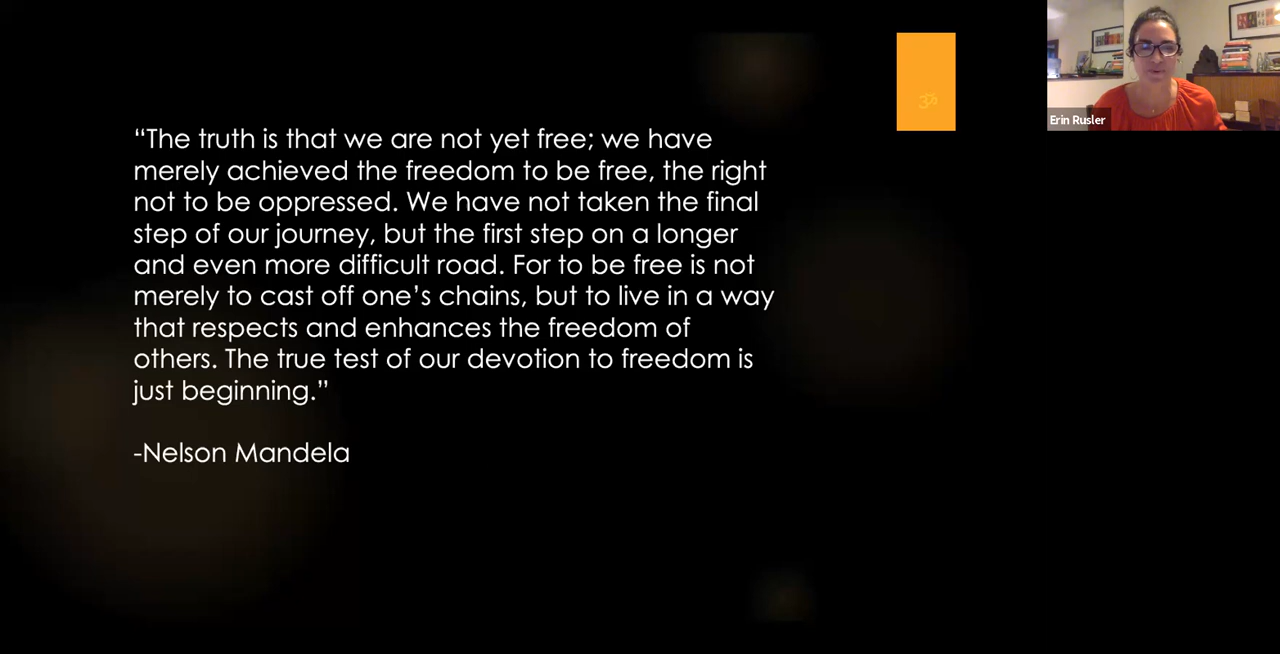 “The truth is that we are not yet free; we have
merely achieved the freedom to be free, the right
not to be oppressed. We have not taken the final
step of our journey, but the first step on a longer
and even more difficult road. For to be free is not
merely to cast off one’s chains, but to live in a way
that respects and enhances the freedom of
others. The true test of our devotion to freedom is
just beginning.”
-Nelson Mandela
ॐ
Erin Rusler